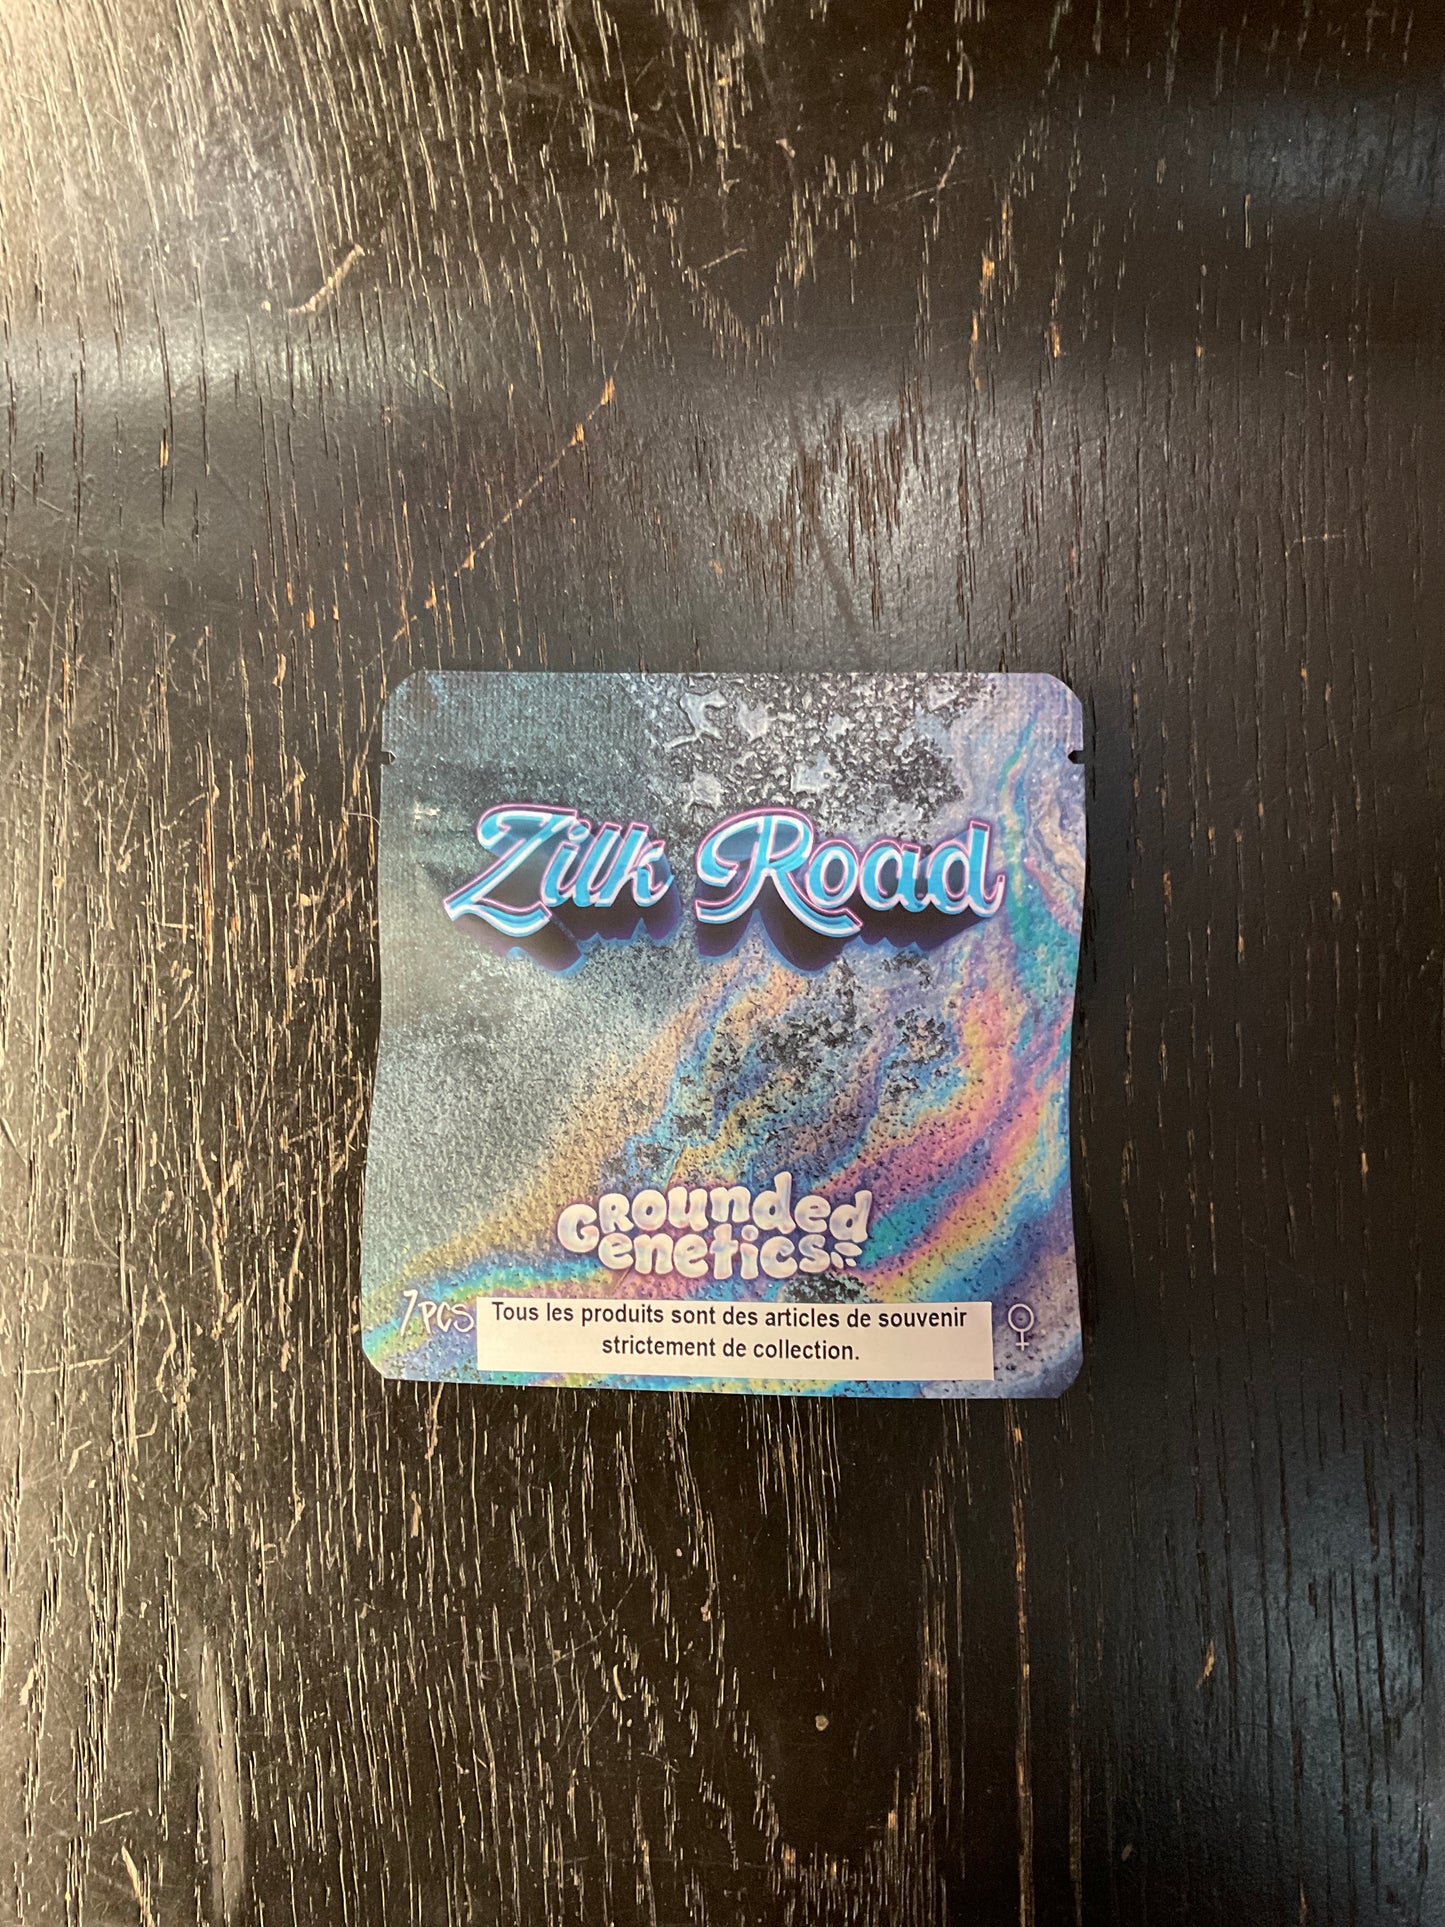 Zilk Road
GROUNDED
GENETICS
7PCS
Tous les produits sont des articles de souvenir
strictement de collection.